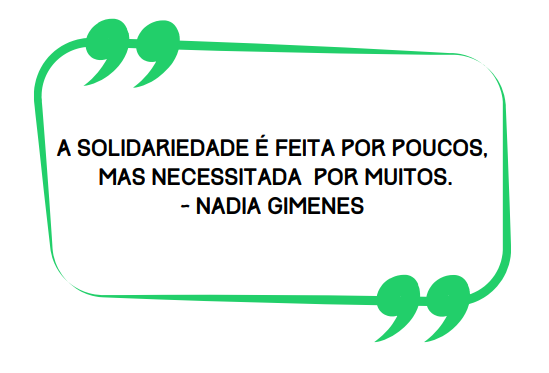 A SOLIDARIEDADE É FEITA POR POUCOS,
MAS NECESSITADA  POR MUITOS.
- NADIA GIMENES